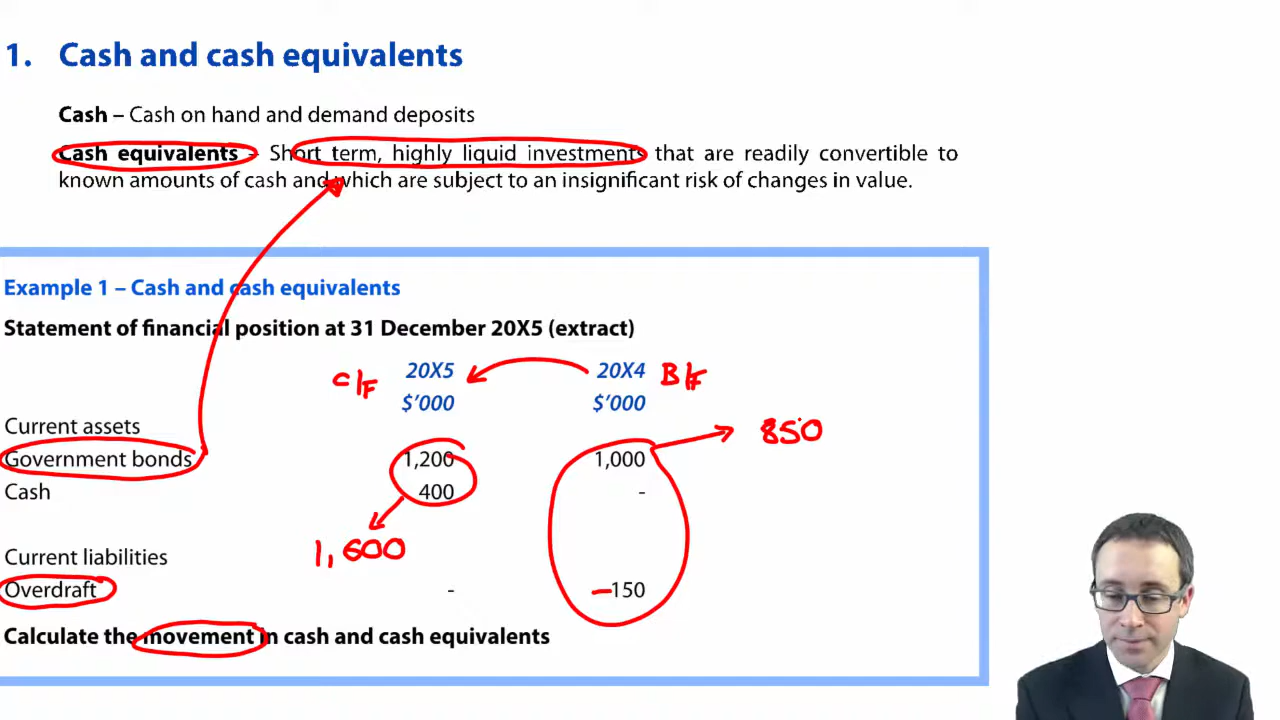 1. Cash and cash equivalents
Cash – Cash on hand and demand deposits
Cash equivalents – Short term, highly liquid investments that are readily convertible to
known amounts of cash and which are subject to an insignificant risk of changes in value.
Example 1 – Cash and cash equivalents
Statement of financial position at 31 December 20X5 (extract)
C/F 20X5 20X4 B/F
$'000 $'000
Current assets
850
Government bonds 1,200 1,000
Cash 400 -
1,600
Current liabilities
Overdraft - –150
Calculate the movement in cash and cash equivalents